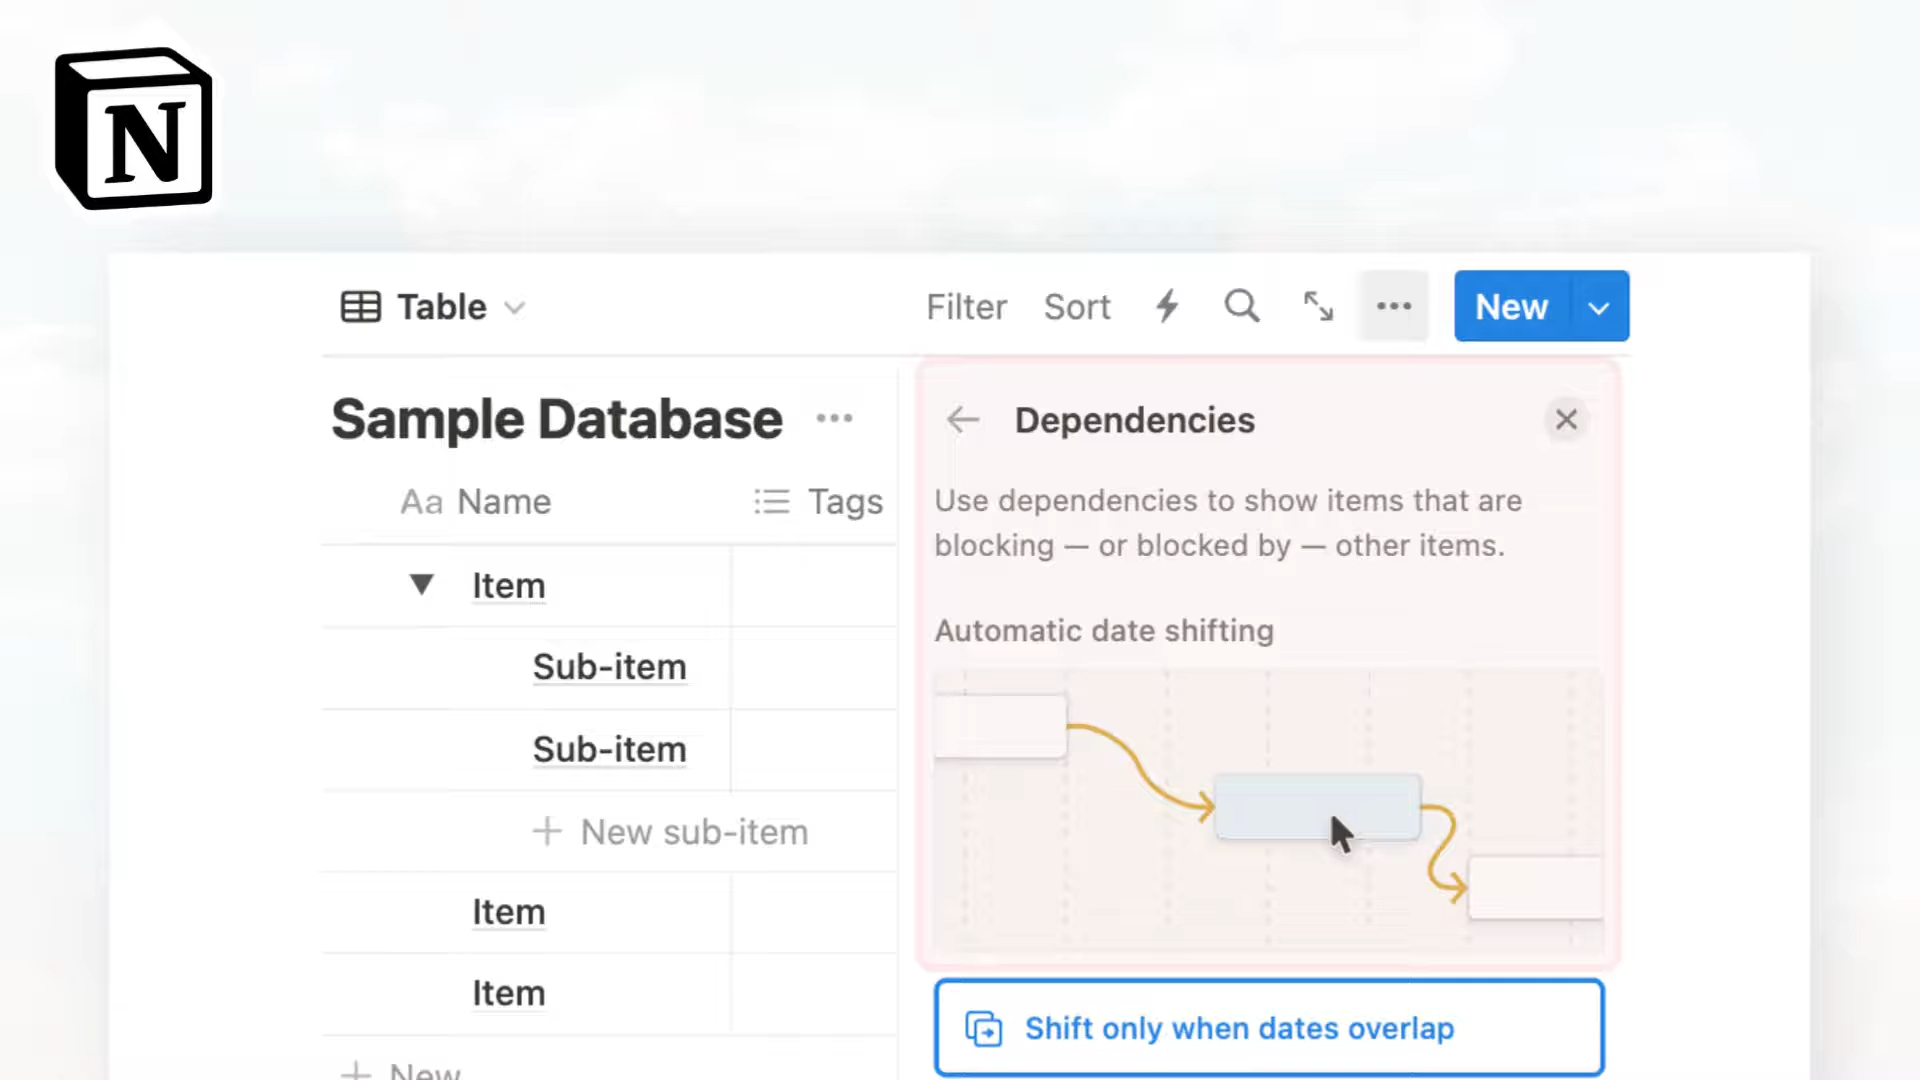 N
Table
Filter Sort New
Sample Database
Aa Name Tags
Item
Sub-item
Sub-item
New sub-item
Item
Item
New
Dependencies
Use dependencies to show items that are
blocking — or blocked by — other items.
Automatic date shifting
Shift only when dates overlap